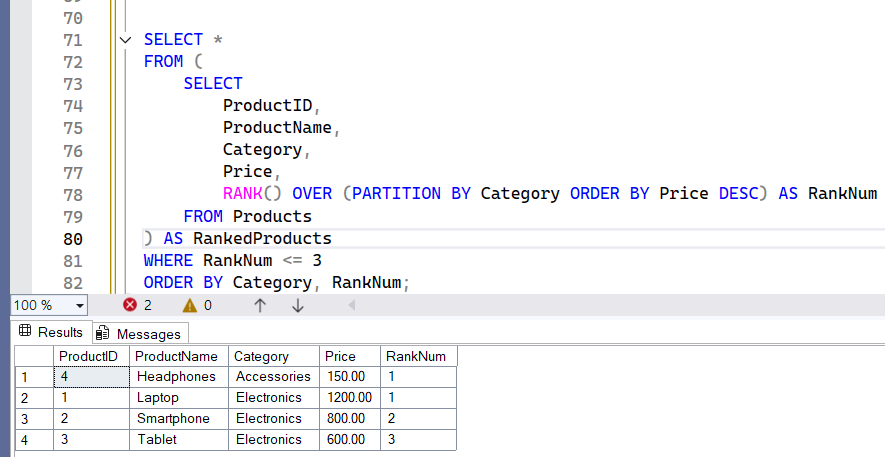 70
71 SELECT *
72 FROM (
73 SELECT
74 ProductID,
75 ProductName,
76 Category,
77 Price,
78 RANK() OVER (PARTITION BY Category ORDER BY Price DESC) AS RankNum
79 FROM Products
80 ) AS RankedProducts
81 WHERE RankNum <= 3
82 ORDER BY Category, RankNum;
100 % 2 0
Results Messages
ProductID ProductName Category Price RankNum
1 4 Headphones Accessories 150.00 1
2 1 Laptop Electronics 1200.00 1
3 2 Smartphone Electronics 800.00 2
4 3 Tablet Electronics 600.00 3